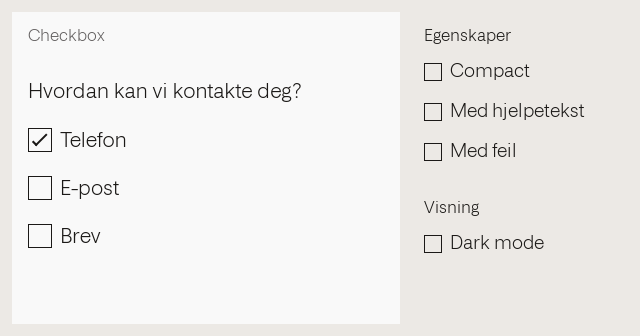 Checkbox
Hvordan kan vi kontakte deg?
Telefon
E-post
Brev
Egenskaper
Compact
Med hjelpetekst
Med feil
Visning
Dark mode